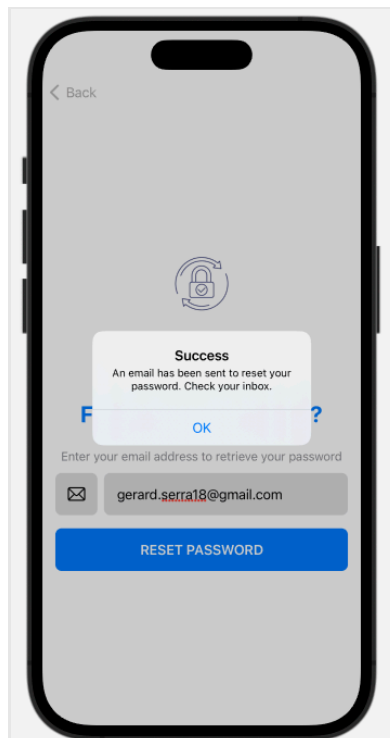 Back
Success
An email has been sent to reset your
password. Check your inbox.
OK
F ?
Enter your email address to retrieve your password
gerard.serra18@gmail.com
RESET PASSWORD